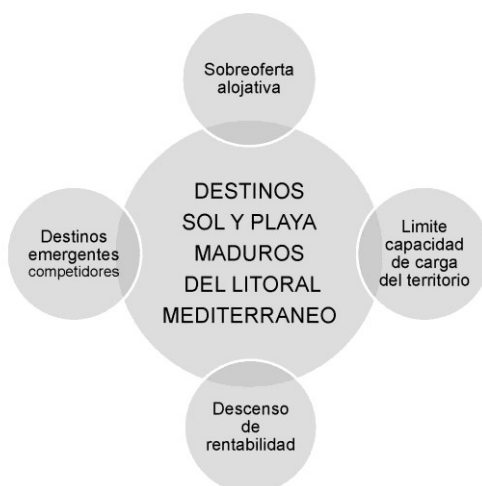 Sobreoferta
alojativa
DESTINOS
SOL Y PLAYA
MADUROS
DEL LITORAL
MEDITERRANEO
Destinos
emergentes
competidores
Limite
capacidad
de carga
del territorio
Descenso
de
rentabilidad